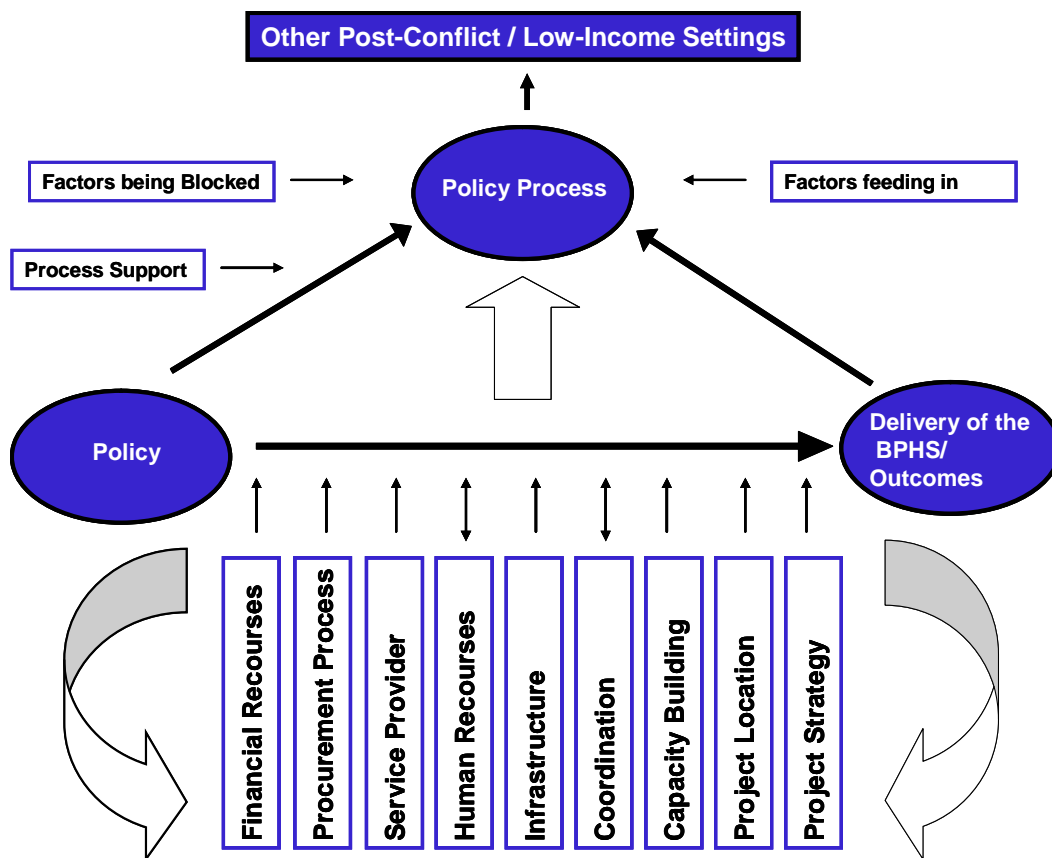 Other Post-Conflict / Low-Income Settings
Policy Process
Factors being Blocked
Factors feeding in
Process Support
Policy
Delivery of the
BPHS/
Outcomes
Financial Recourses
Procurement Process
Service Provider
Human Recourses
Infrastructure
Coordination
Capacity Building
Project Location
Project Strategy